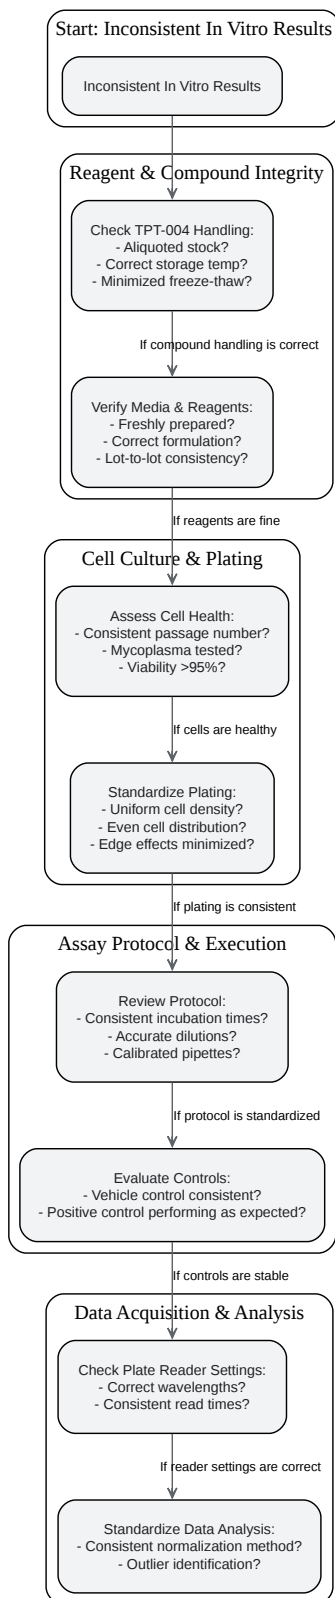 Start: Inconsistent In Vitro Results
Inconsistent In Vitro Results
Reagent & Compound Integrity
Check TPT-004 Handling:
- Aliquoted stock?
- Correct storage temp?
- Minimized freeze-thaw?
If compound handling is correct
Verify Media & Reagents:
- Freshly prepared?
- Correct formulation?
- Lot-to-lot consistency?
If reagents are fine
Cell Culture & Plating
Assess Cell Health:
- Consistent passage number?
- Mycoplasma tested?
- Viability >95%?
If cells are healthy
Standardize Plating:
- Uniform cell density?
- Even cell distribution?
- Edge effects minimized?
If plating is consistent
Assay Protocol & Execution
Review Protocol:
- Consistent incubation times?
- Accurate dilutions?
- Calibrated pipettes?
If protocol is standardized
Evaluate Controls:
- Vehicle control consistent?
- Positive control performing as expected?
If controls are stable
Data Acquisition & Analysis
Check Plate Reader Settings:
- Correct wavelengths?
- Consistent read times?
If reader settings are correct
Standardize Data Analysis:
- Consistent normalization method?
- Outlier identification?